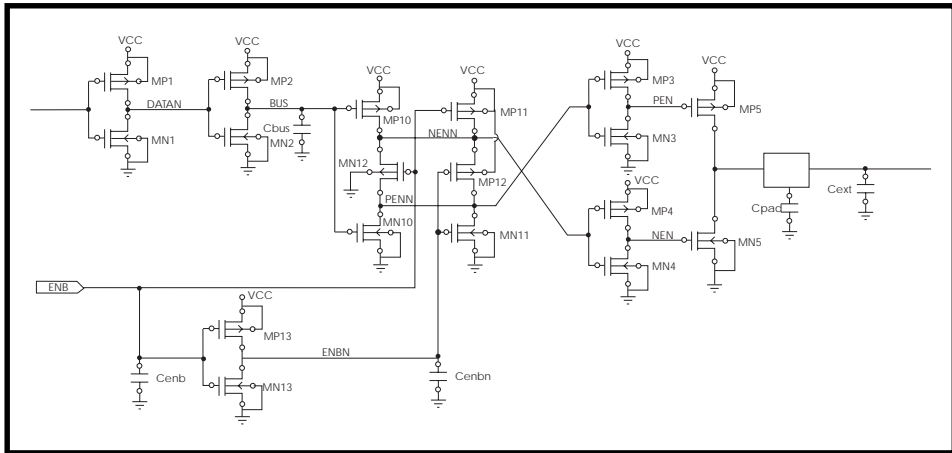 VCC
VCC
VCC
VCC
VCC
VCC
MP1
MP2
MP3
MP5
DATAN
BUS
MP10
MP11
PEN
MN1
Cbus
MN2
NENN
MN3
MN12
MP12
VCC
PENN
MP4
Cpad
Cext
MN10
MN11
NEN
MN5
MN4
ENB
VCC
MP13
ENBN
Cenb
MN13
Cenbn